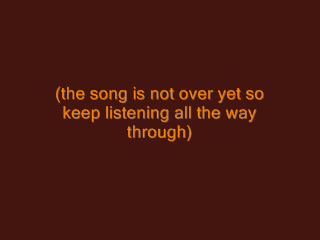 (the song is not over yet so
keep listening all the way
through)